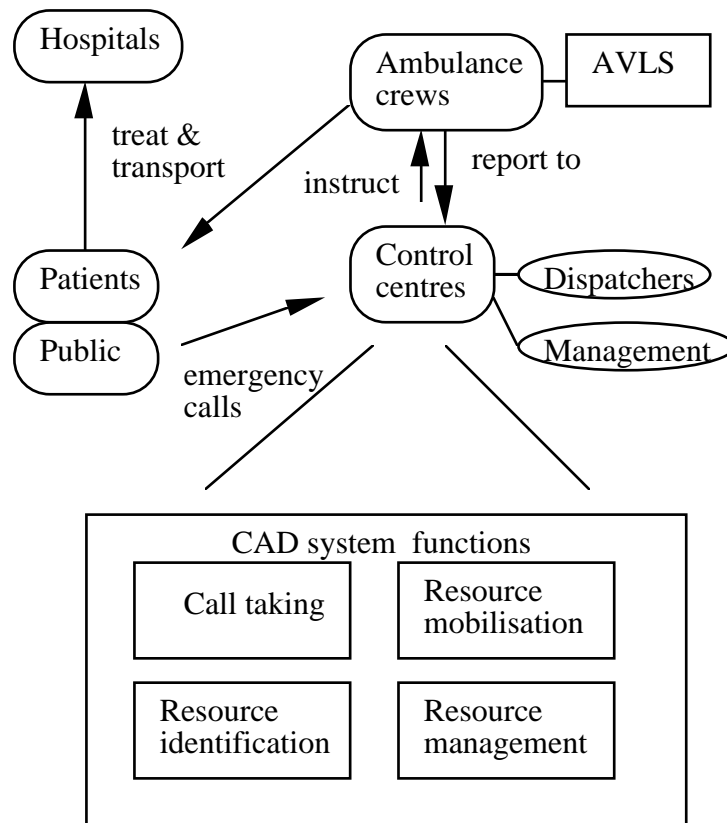 Hospitals
Ambulance
crews
AVLS
treat &
transport
instruct
report to
Patients
Public
Control
centres
Dispatchers
Management
emergency
calls
CAD system functions
Call taking
Resource
mobilisation
Resource
identification
Resource
management